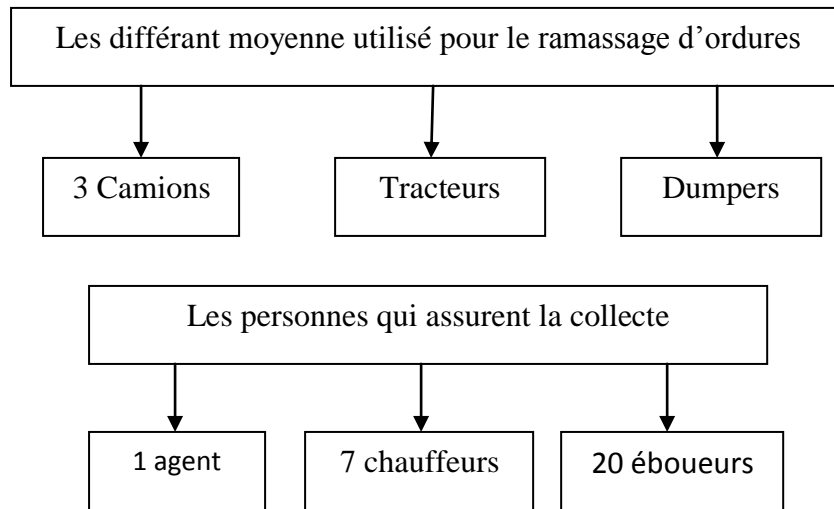 Les différant moyenne utilisé pour le ramassage d'ordures
3 Camions
Tracteurs
Dumpers
Les personnes qui assurent la collecte
1 agent
7 chauffeurs
20 éboueurs